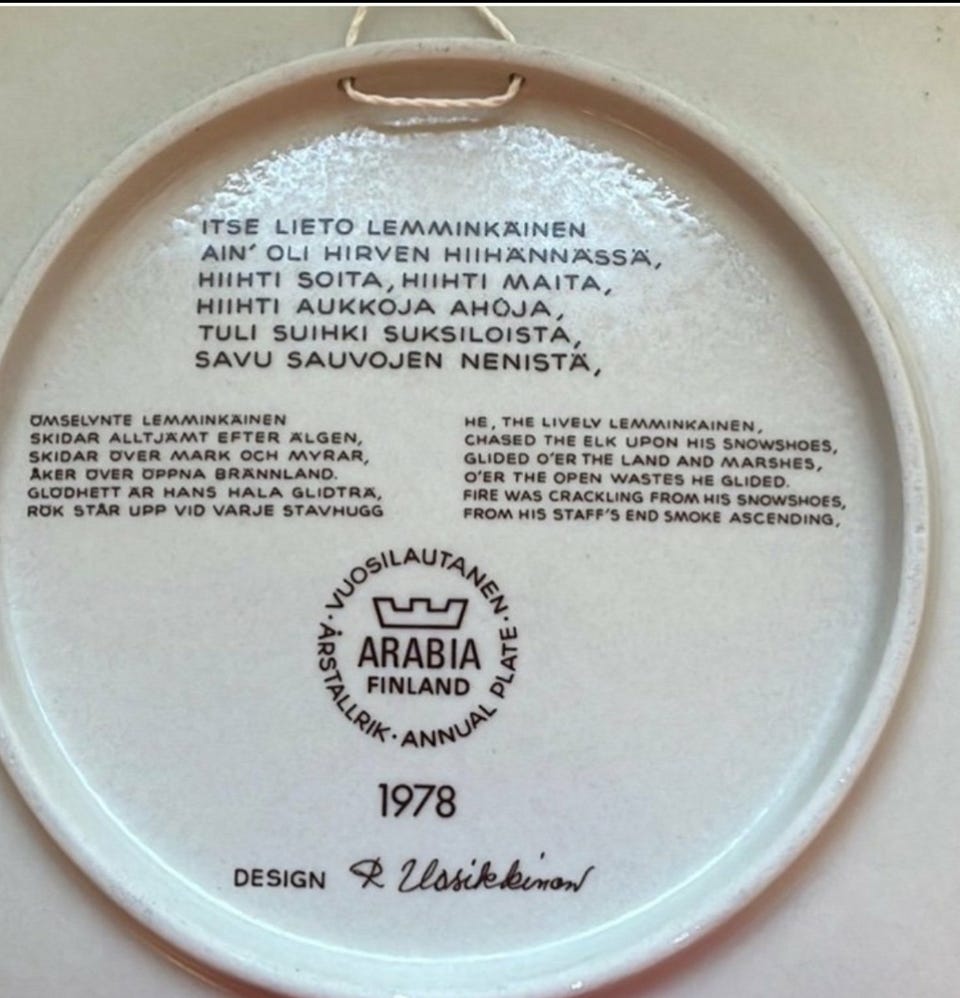 ITSE LIETO LEMMINKÄINEN
AIN' OLI HIRVEN HIIHÄNNÄSSÄ,
HIIHTI SOITA, HIIHTI MAITA,
HIIHTI AUKKOJA AHOJA,
TULI SUIHKI SUKSILOISTA,
SAVU SAUVOJEN NENISTÄ,
ÖMSELYNTE LEMMINKÄINEN
SKIDAR ALLTJÄMT EFTER ÄLGEN,
SKIDAR ÖVER MARK OCH MYRAR,
ÅKER ÖVER ÖPPNA BRÄNNLAND.
GLÖDHETT ÄR HANS HALA GLIDTRÄ,
RÖK STÅR UPP VID VARJE STAVHUGG
HE, THE LIVELY LEMMINKAINEN,
CHASED THE ELK UPON HIS SNOWSHOES,
GLIDED O'ER THE LAND AND MARSHES,
O'ER THE OPEN WASTES HE GLIDED.
FIRE WAS CRACKLING FROM HIS SNOWSHOES,
FROM HIS STAFF'S END SMOKE ASCENDING,
· VUOSILAUTANEN ·
ARABIA
FINLAND
ÅRSTALLRIK · ANNUAL PLATE
1978
DESIGN R Uosikkinen